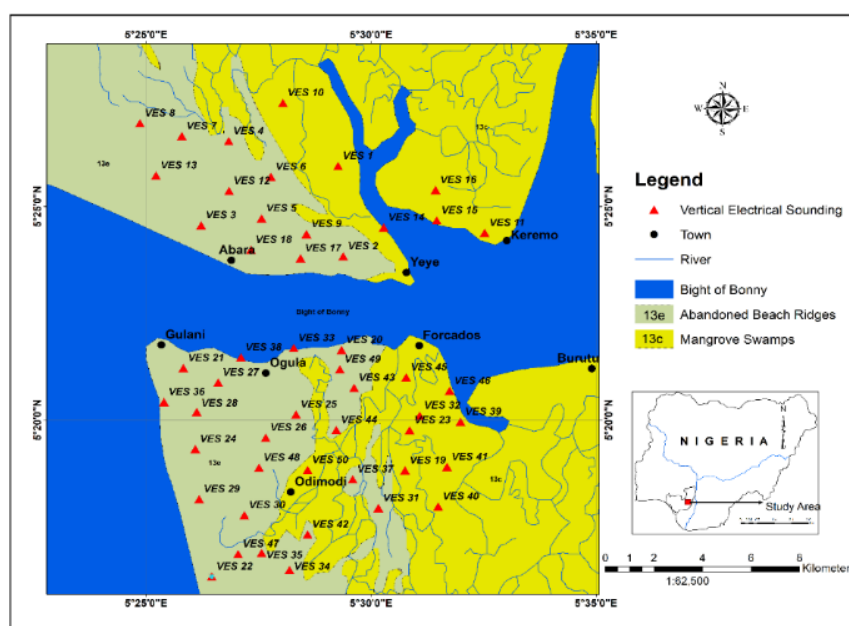 5°25'0"E 5°30'0"E 5°35'0"E
VES 10
VES 8
VES 7
VES 4
13c
VES 1
VES 13
13e
VES 6
VES 12
VES 16
5°25'0"N
5°25'0"N
VES 3
VES 5
VES 9
VES 14
VES 15
VES 11
Keremo
Abara
VES 18
VES 17
VES 2
Yeye
Bight of Bonny
Gulani
VES 38
VES 33
VES 20
Forcados
Burutu
VES 21
Ogula
VES 49
VES 27
VES 43
VES 45
VES 46
VES 36
VES 28
VES 25
VES 32
VES 39
5°20'0"N
5°20'0"N
VES 44
VES 23
VES 26
VES 24
13e
VES 48
VES 50
VES 37
VES 19
VES 41
13c
Odimodi
VES 29
VES 30
VES 31
VES 40
VES 42
VES 47
VES 35
VES 22
VES 34
5°25'0"E 5°30'0"E 5°35'0"E
N
W E
S
Legend
Vertical Electrical Sounding
Town
River
Bight of Bonny
13e Abandoned Beach Ridges
13c Mangrove Swamps
N
NIGERIA
Study Area
0 1 2 4 6 8
Kilometer
1:62,500